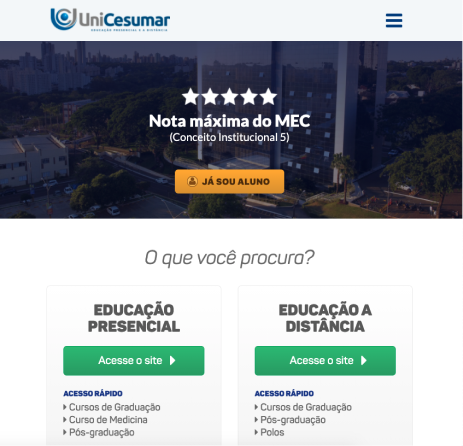 UniCesumar
EDUCAÇÃO PRESENCIAL E A DISTÂNCIA
Nota máxima do MEC
(Conceito Institucional 5)
JÁ SOU ALUNO
O que você procura?
EDUCAÇÃO
PRESENCIAL
Acesse o site
ACESSO RÁPIDO
Cursos de Graduação
Curso de Medicina
Pós-graduação
EDUCAÇÃO A
DISTÂNCIA
Acesse o site
ACESSO RÁPIDO
Cursos de Graduação
Pós-graduação
Polos